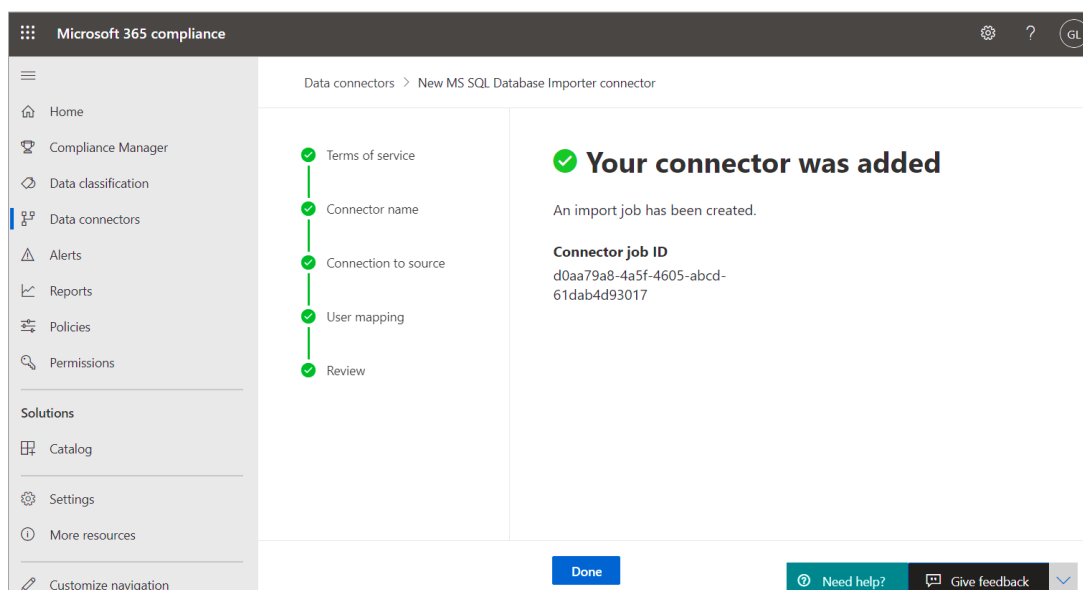 Microsoft 365 compliance
?
GL
Data connectors > New MS SQL Database Importer connector
Home
Compliance Manager
Data classification
Data connectors
Alerts
Reports
Policies
Permissions
Solutions
Catalog
Settings
More resources
Customize navigation
Terms of service
Connector name
Connection to source
User mapping
Review
Your connector was added
An import job has been created.
Connector job ID
d0aa79a8-4a5f-4605-abcd-
61dab4d93017
Done
Need help?
Give feedback